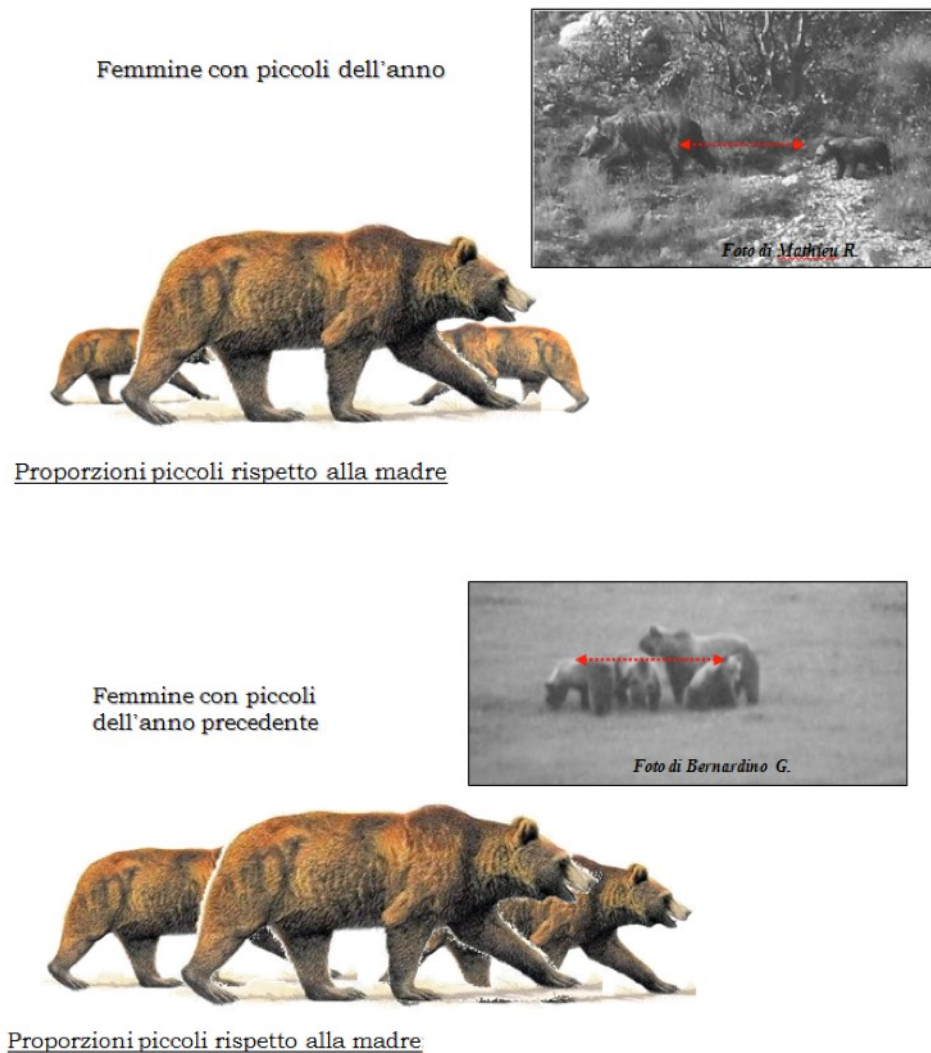 Femmine con piccoli dell'anno
Foto di Mathieu R.
Proporzioni piccoli rispetto alla madre
Femmine con piccoli
dell'anno precedente
Foto di Bernardino G.
Proporzioni piccoli rispetto alla madre